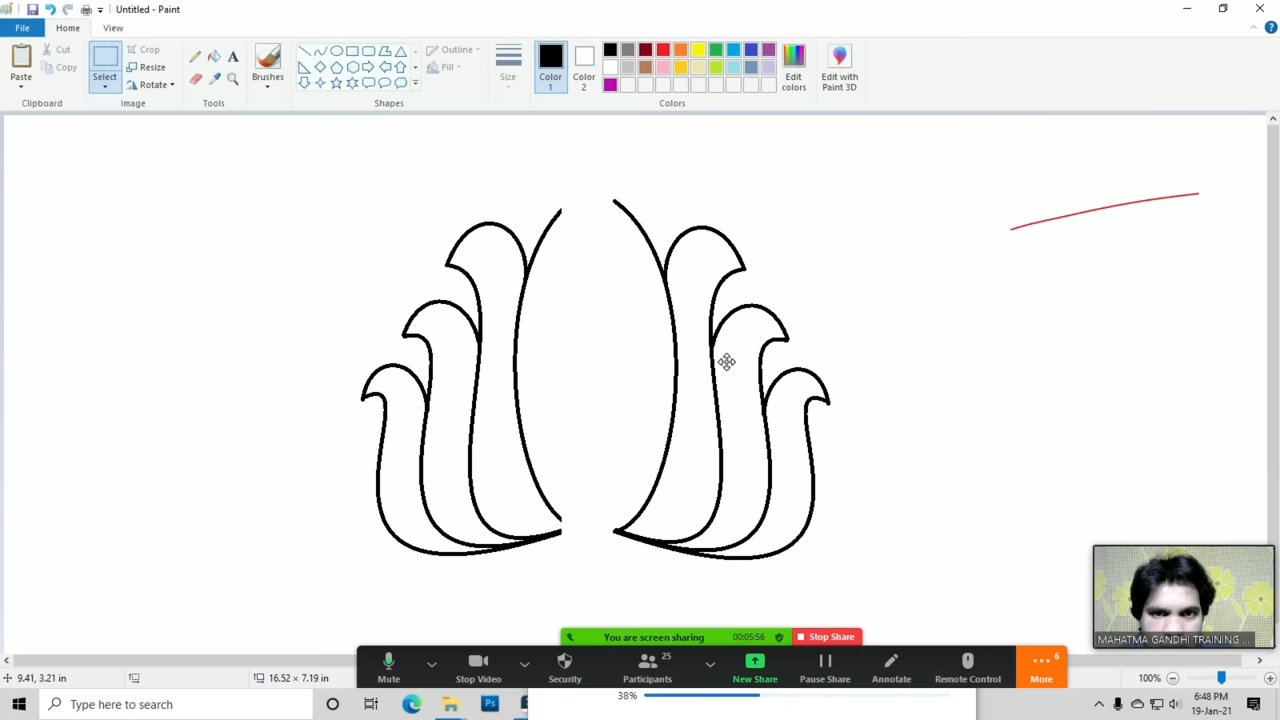 Untitled - Paint
File
Home
View
Paste
Cut
Copy
Clipboard
Select
Crop
Resize
Rotate
Image
A
Tools
Brushes
Outline
Fill
Shapes
Size
Color
1
Color
2
Edit
colors
Colors
Edit with
Paint 3D
MAHATMA GANDHI TRAINING ...
You are screen sharing
00:05:56
Stop Share
Mute
Stop Video
Security
Participants
25
New Share
Pause Share
Annotate
Remote Control
More
6
9.41, 3.21 in
16.52 × 7.19 in
100%
38%
Type here to search
Ps
6:48 PM
19-Jan-21